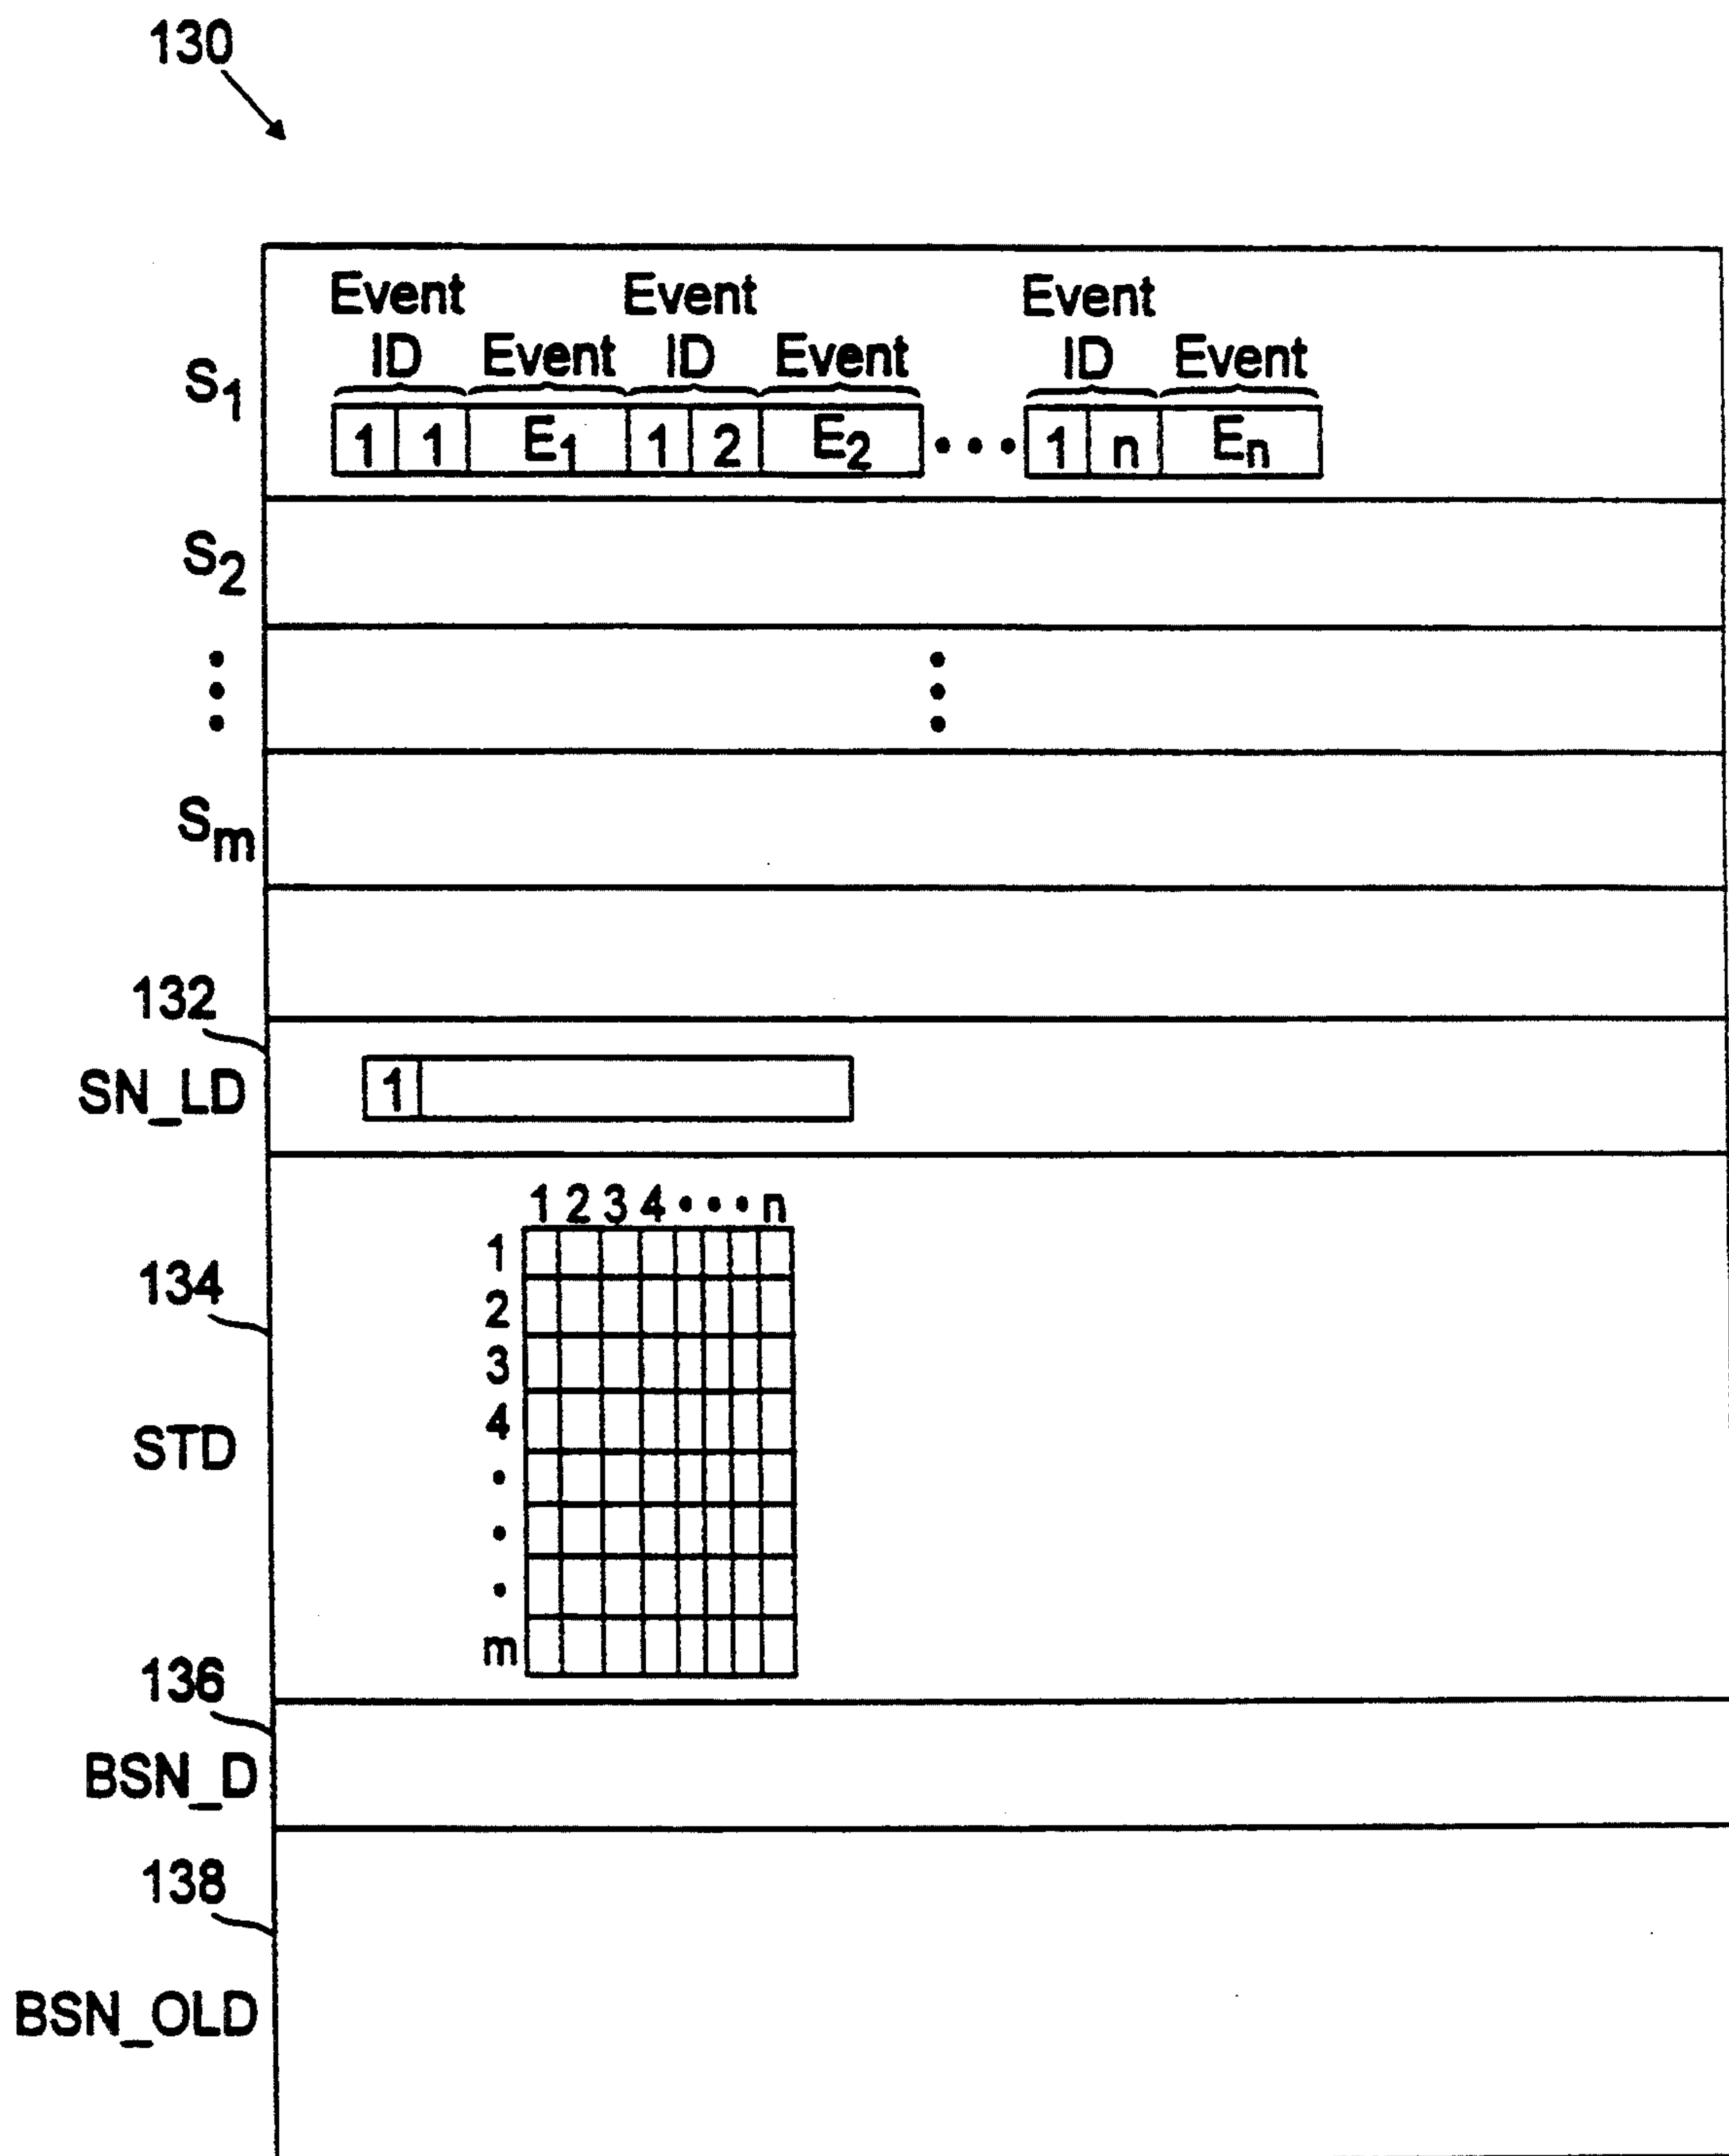 130
Event Event Event
ID Event ID Event ID Event
S1 1 1 E1 1 2 E2 ••• 1 n En
S2
Sm
132
SN_LD 1
1 2 3 4 ••• n
1
134 2
3
4
STD
m
136
BSN_D
138
BSN_OLD